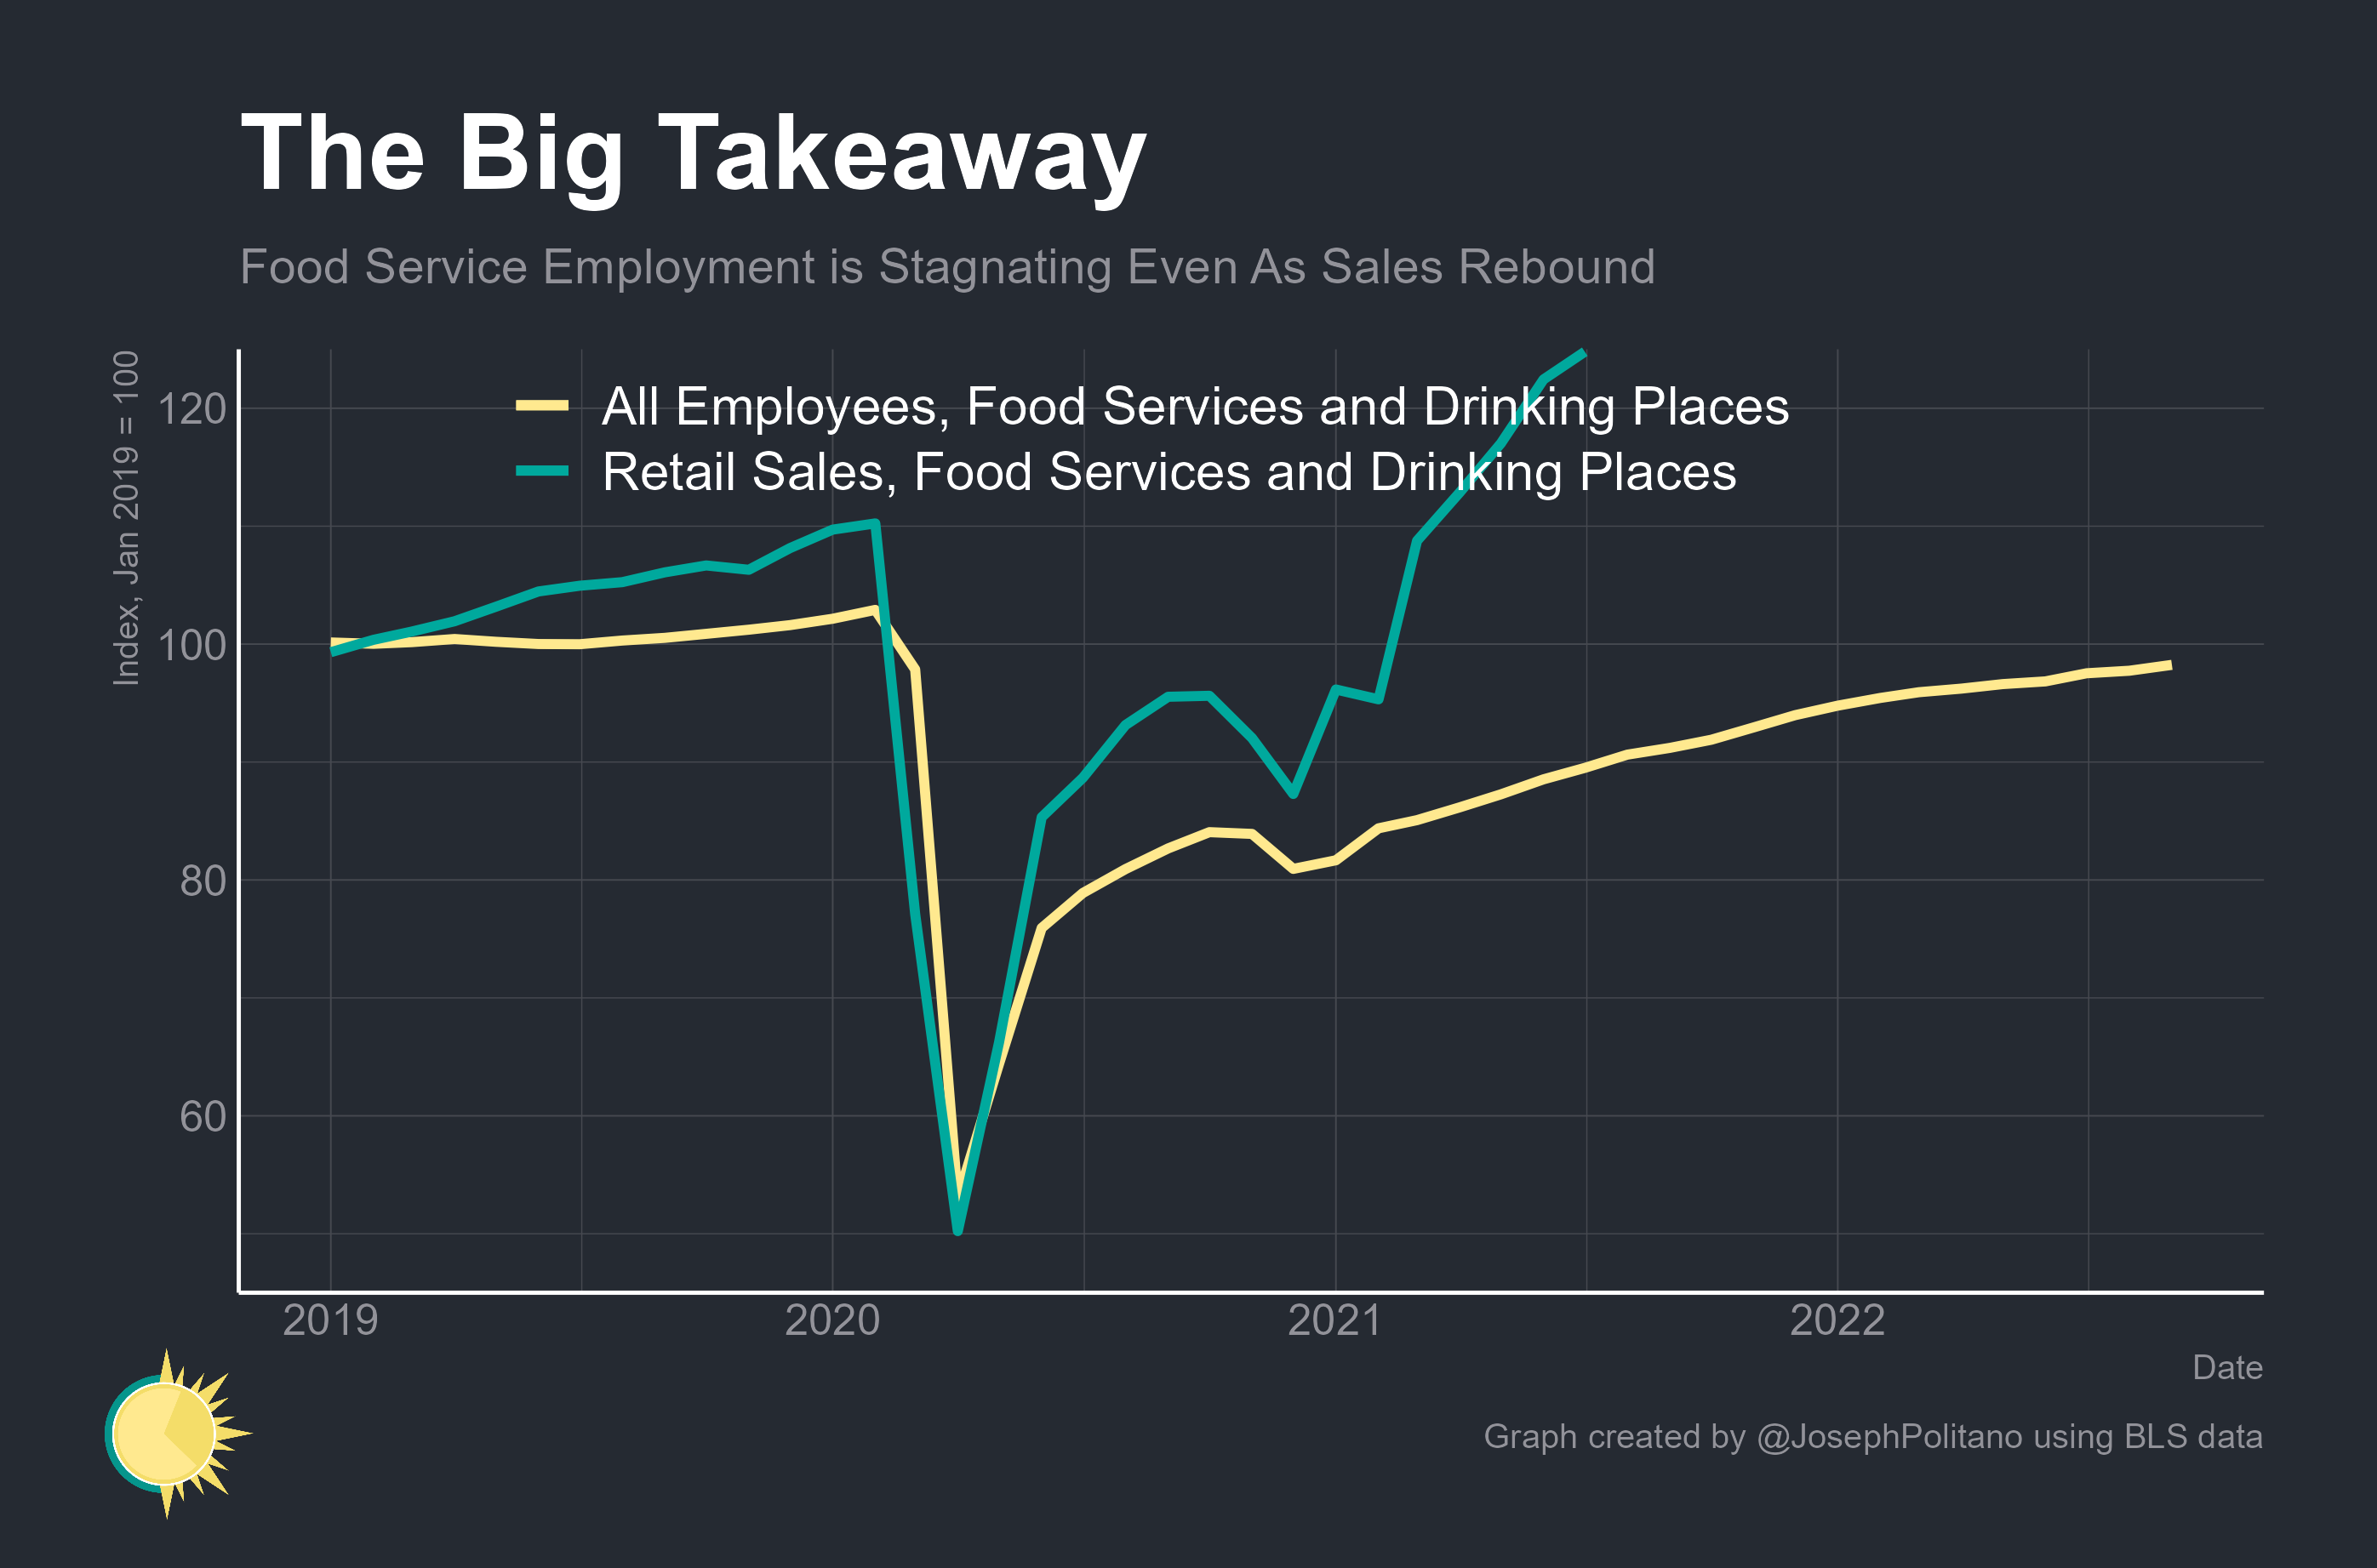 The Big Takeaway
Food Service Employment is Stagnating Even As Sales Rebound
Index, Jan 2019 = 100
120
100
80
60
All Employees, Food Services and Drinking Places
Retail Sales, Food Services and Drinking Places
2019 2020 2021 2022
Date
Graph created by @JosephPolitano using BLS data